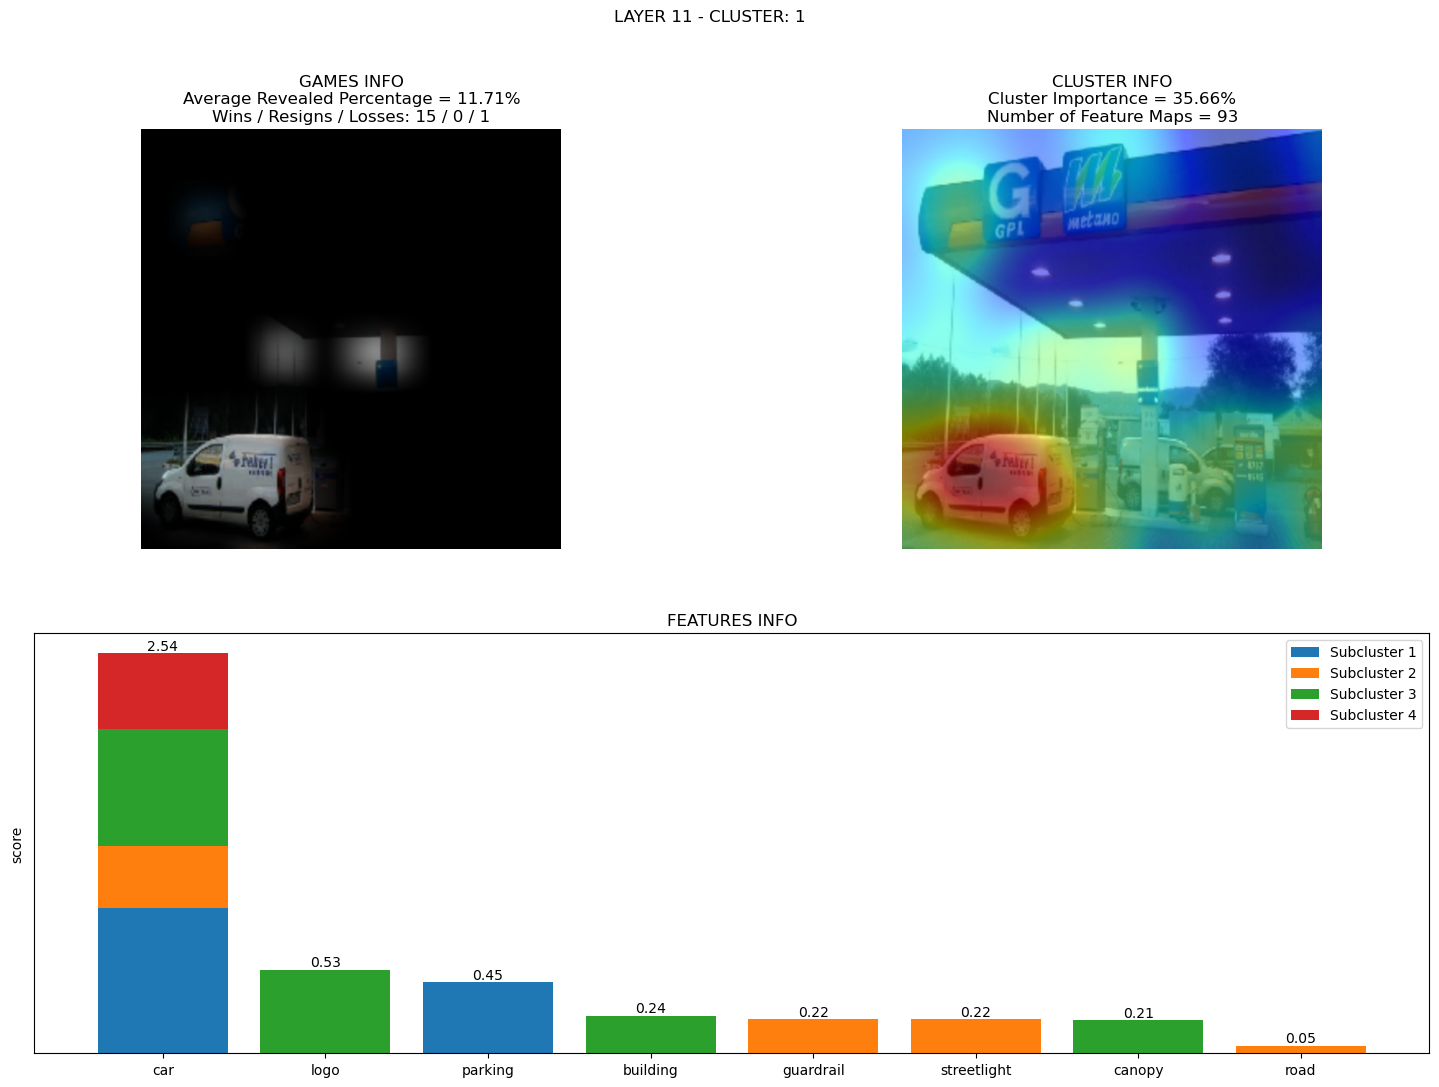 LAYER 11 - CLUSTER: 1
GAMES INFO
Average Revealed Percentage = 11.71%
Wins / Resigns / Losses: 15 / 0 / 1
CLUSTER INFO
Cluster Importance = 35.66%
Number of Feature Maps = 93
G
GPL
metano
FEATURES INFO
Subcluster 1
Subcluster 2
Subcluster 3
Subcluster 4
2.54
0.53
0.45
0.24
0.22
0.22
0.21
0.05
score
car
logo
parking
building
guardrail
streetlight
canopy
road